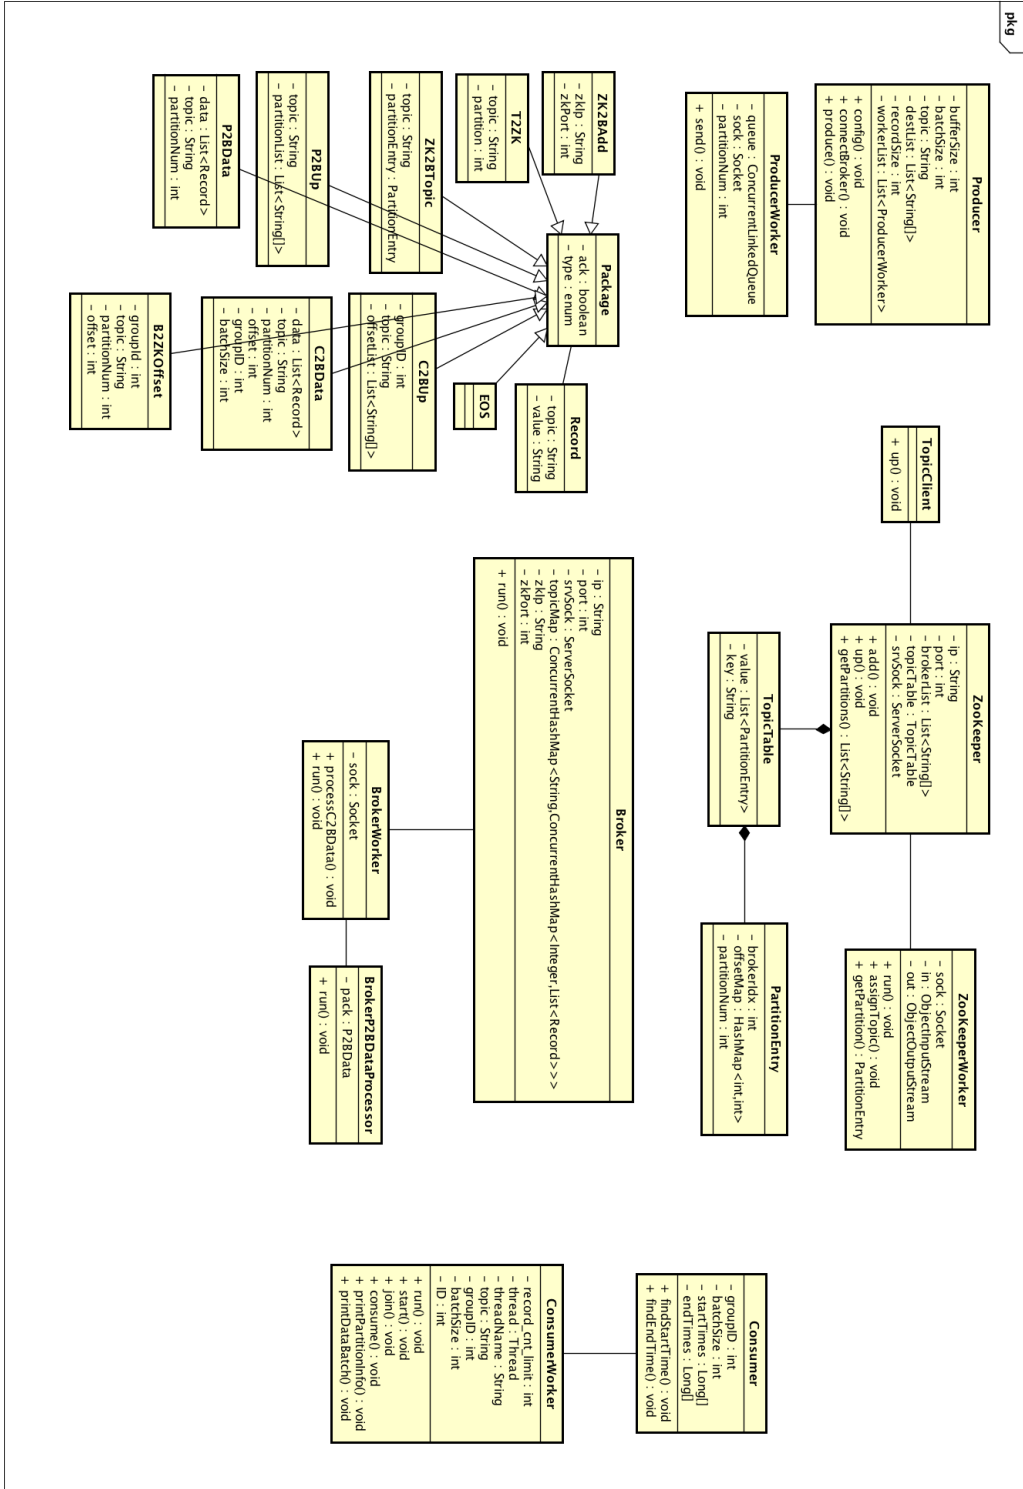 pkg
Producer
- bufferSize : int
- batchSize : int
- topic : String
- destList : List<String[]>
- recordSize : int
- workerList : List<ProducerWorker>
+ config() : void
+ connectBroker() : void
+ produce() : void
ProducerWorker
- queue : ConcurrentLinkedQueue
- sock : Socket
- partitionNum : int
+ send() : void
TopicClient
+ up() : void
ZooKeeper
- ip : String
- port : int
- brokerList : List<String[]>
- topicTable : TopicTable
- srvSock : ServerSocket
+ add() : void
+ up() : void
+ getPartitions() : List<String[]>
ZooKeeperWorker
- sock : Socket
- in : ObjectInputStream
- out : ObjectOutputStream
+ run() : void
+ assignTopic() : void
+ getPartition() : PartitionEntry
TopicTable
- value : List<PartitionEntry>
- key : String
PartitionEntry
- brokerIdx : int
- offsetMap : HashMap<int,int>
- partitionNum : int
Consumer
- groupID : int
- batchSize : int
- startTimes : Long[]
- endTimes : Long[]
+ findStartTime() : void
+ findEndTime() : void
ConsumerWorker
- record_cnt_limit : int
- thread : Thread
- threadName : String
- topic : String
- groupID : int
- batchSize : int
- ID : int
+ run() : void
+ start() : void
+ join() : void
+ consume() : void
+ printPartitionInfo() : void
+ printDataBatch() : void
Broker
- ip : String
- port : int
- srvSock : ServerSocket
- topicMap : ConcurrentHashMap<String,ConcurrentHashMap<Integer,List<Record>>>
- zkIp : String
- zkPort : int
+ run() : void
BrokerWorker
- sock : Socket
+ processC2BData() : void
+ run() : void
BrokerP2BDataProcessor
- pack : P2BData
+ run() : void
ZK2BAdd
- zkIp : String
- zkPort : int
T2ZK
- topic : String
- partition : int
ZK2BTopic
- topic : String
- partitionEntry : PartitionEntry
P2BUp
- topic : String
- partitionList : List<String[]>
P2BData
- data : List<Record>
- topic : String
- partitionNum : int
Package
- ack : boolean
- type : enum
Record
- topic : String
- value : String
EOS
C2BUp
- groupID : int
- topic : String
- offsetList : List<String[]>
C2BData
- data : List<Record>
- topic : String
- partitionNum : int
- offset : int
- groupID : int
- batchSize : int
B2ZKOffset
- groupId : int
- topic : String
- partitionNum : int
- offset : int